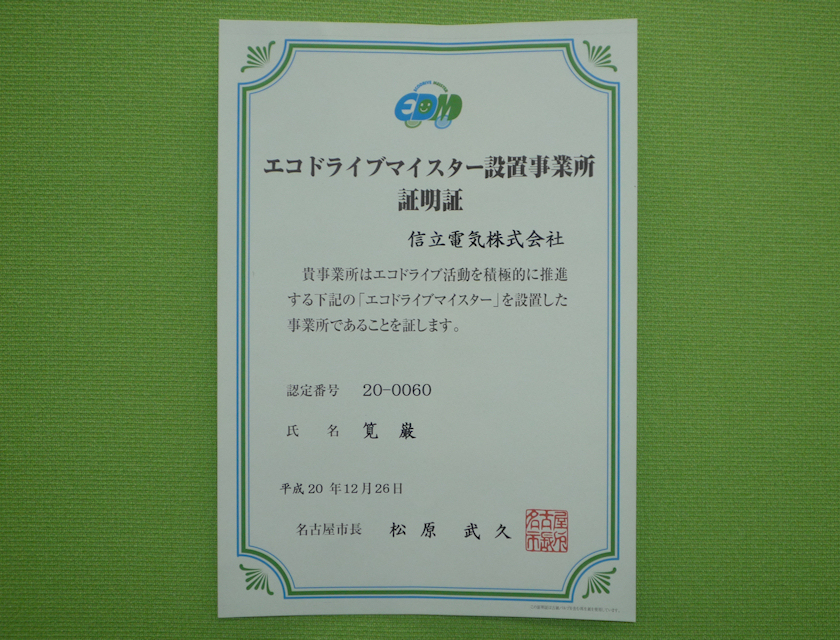 EDM
エコドライブマイスター設置事業所
証明証
信立電気株式会社
貴事業所はエコドライブ活動を積極的に推進
する下記の「エコドライブマイスター」を設置した
事業所であることを証します。
認定番号 20-0060
氏 名 筧 巌
平成20年12月26日
名古屋市長 松原 武久
名古屋
市長印